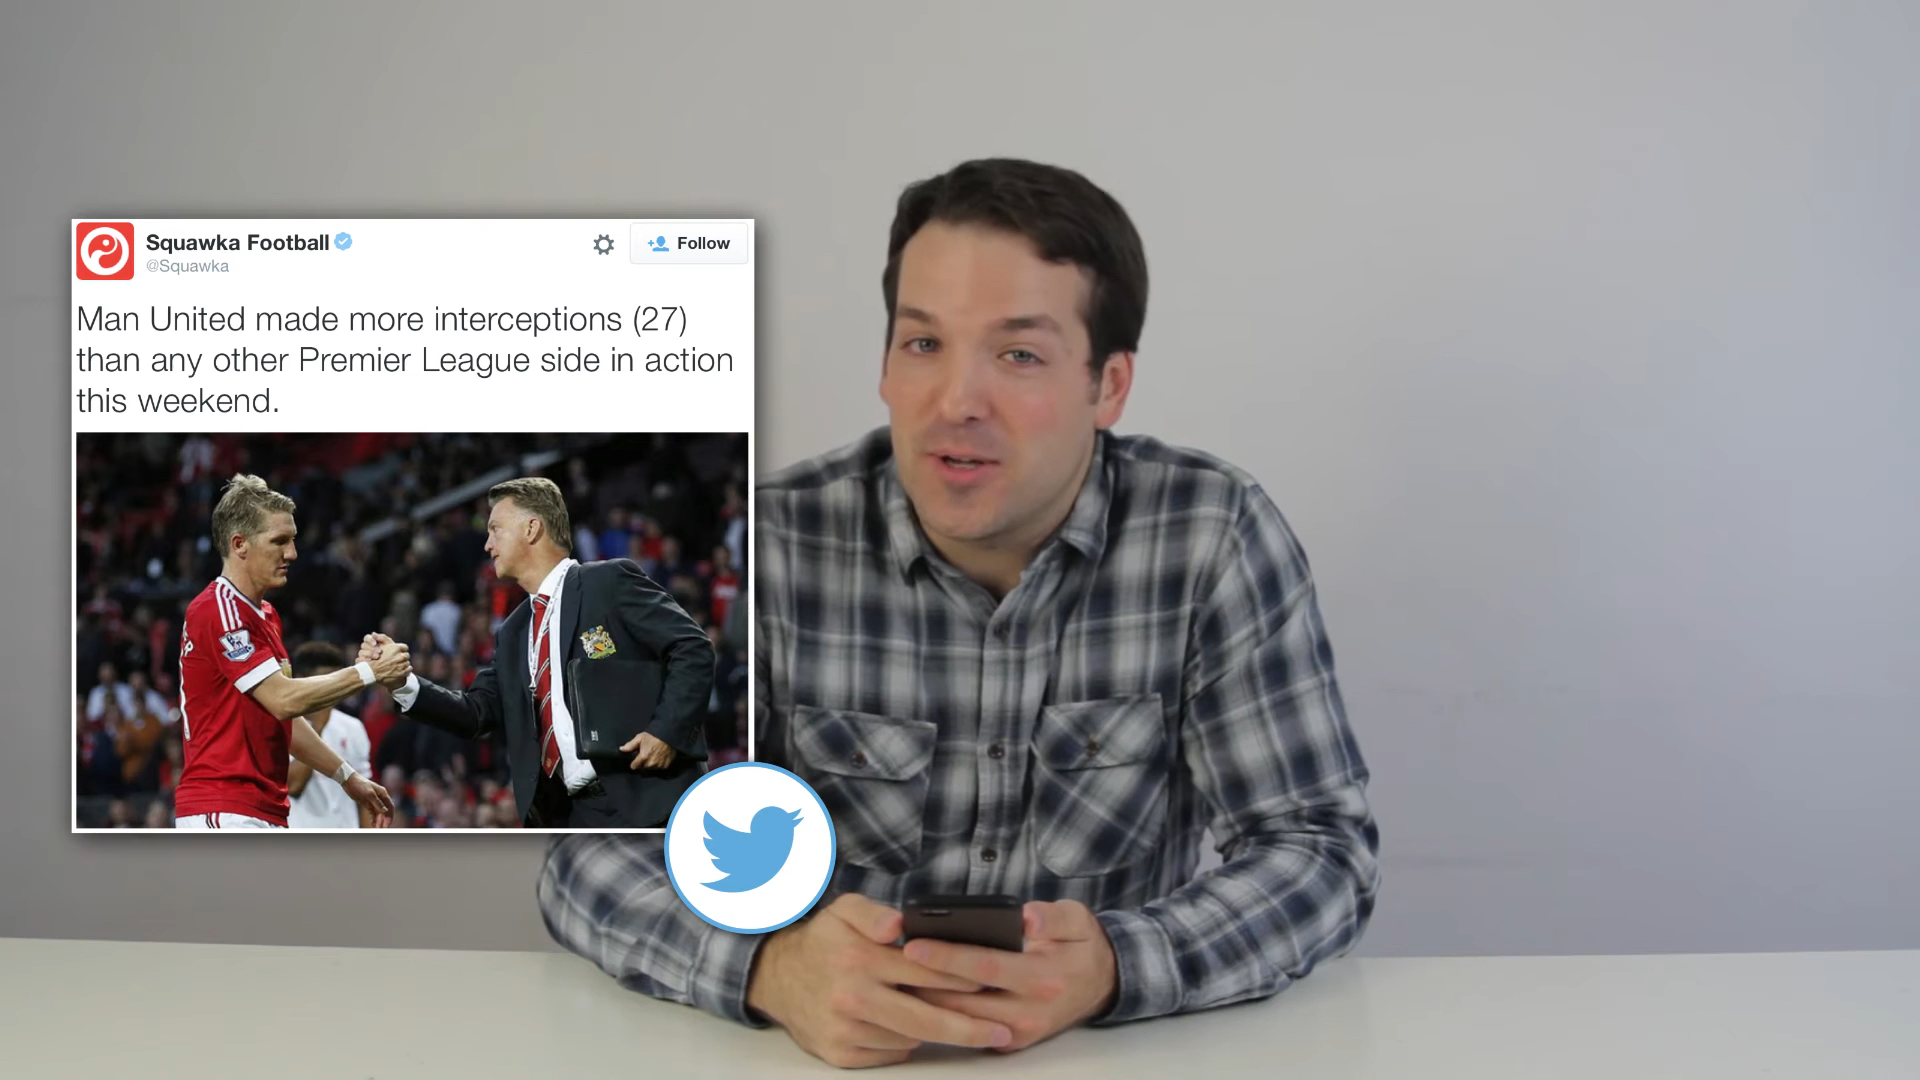 Squawka Football
@Squawka
Follow
Man United made more interceptions (27)
than any other Premier League side in action
this weekend.